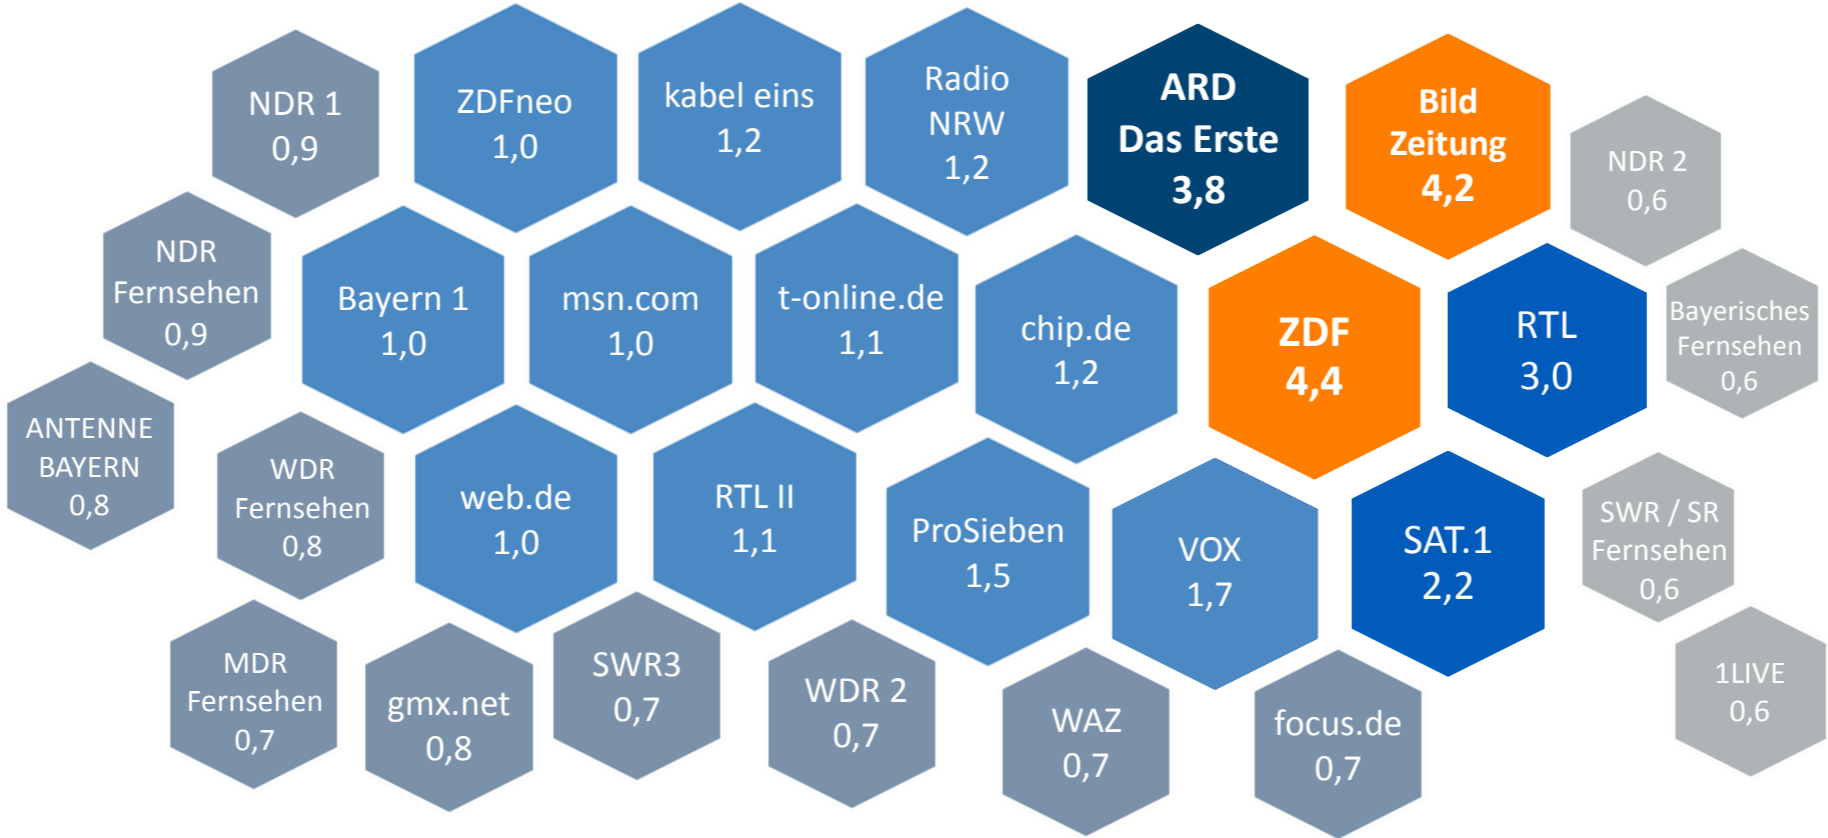 NDR 1
0,9
ZDFneo
1,0
kabel eins
1,2
Radio
NRW
1,2
ARD
Das Erste
3,8
Bild
Zeitung
4,2
NDR 2
0,6
NDR
Fernsehen
0,9
Bayern 1
1,0
msn.com
1,0
t-online.de
1,1
chip.de
1,2
ZDF
4,4
RTL
3,0
Bayerisches
Fernsehen
0,6
ANTENNE
BAYERN
0,8
WDR
Fernsehen
0,8
web.de
1,0
RTL II
1,1
ProSieben
1,5
VOX
1,7
SAT.1
2,2
SWR / SR
Fernsehen
0,6
MDR
Fernsehen
0,7
gmx.net
0,8
SWR3
0,7
WDR 2
0,7
WAZ
0,7
focus.de
0,7
1LIVE
0,6